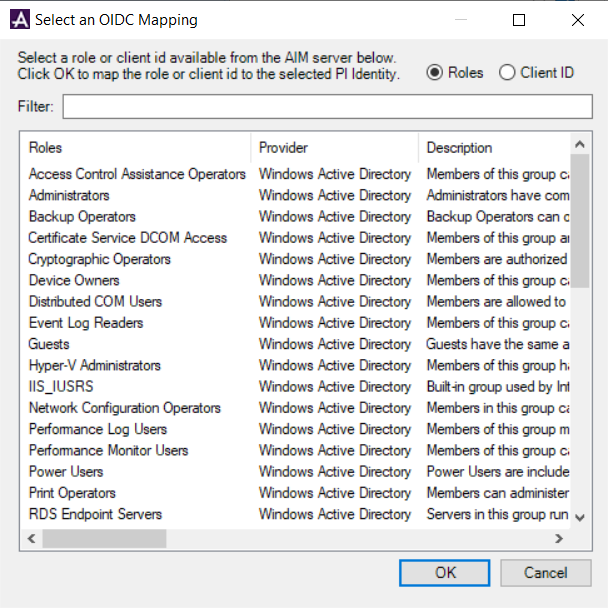 Select an OIDC Mapping
Select a role or client id available from the AIM server below.
Click OK to map the role or client id to the selected PI Identity.
Roles
Client ID
Filter:
Roles Provider Description
Access Control Assistance Operators Windows Active Directory Members of this group ca
Administrators Windows Active Directory Administrators have com
Backup Operators Windows Active Directory Backup Operators can o
Certificate Service DCOM Access Windows Active Directory Members of this group ar
Cryptographic Operators Windows Active Directory Members are authorized
Device Owners Windows Active Directory Members of this group ca
Distributed COM Users Windows Active Directory Members are allowed to
Event Log Readers Windows Active Directory Members of this group ca
Guests Windows Active Directory Guests have the same a
Hyper-V Administrators Windows Active Directory Members of this group ha
IIS_IUSRS Windows Active Directory Built-in group used by Int
Network Configuration Operators Windows Active Directory Members in this group ca
Performance Log Users Windows Active Directory Members of this group m
Performance Monitor Users Windows Active Directory Members of this group ca
Power Users Windows Active Directory Power Users are include
Print Operators Windows Active Directory Members can administer
RDS Endpoint Servers Windows Active Directory Servers in this group run
OK Cancel